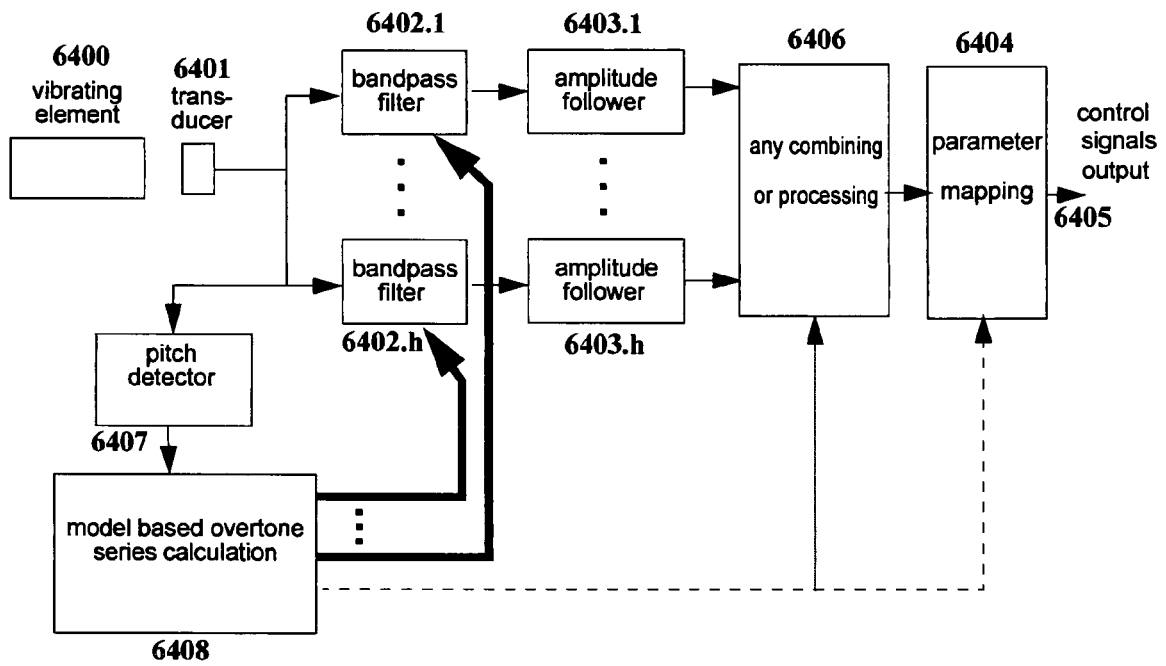 6400
vibrating
element
6401
trans-
ducer
6402.1
bandpass
filter
6403.1
amplitude
follower
6406
any combining
or processing
6404
parameter
mapping
control
signals
output
6405
bandpass
filter
6402.h
amplitude
follower
6403.h
pitch
detector
6407
model based overtone
series calculation
6408